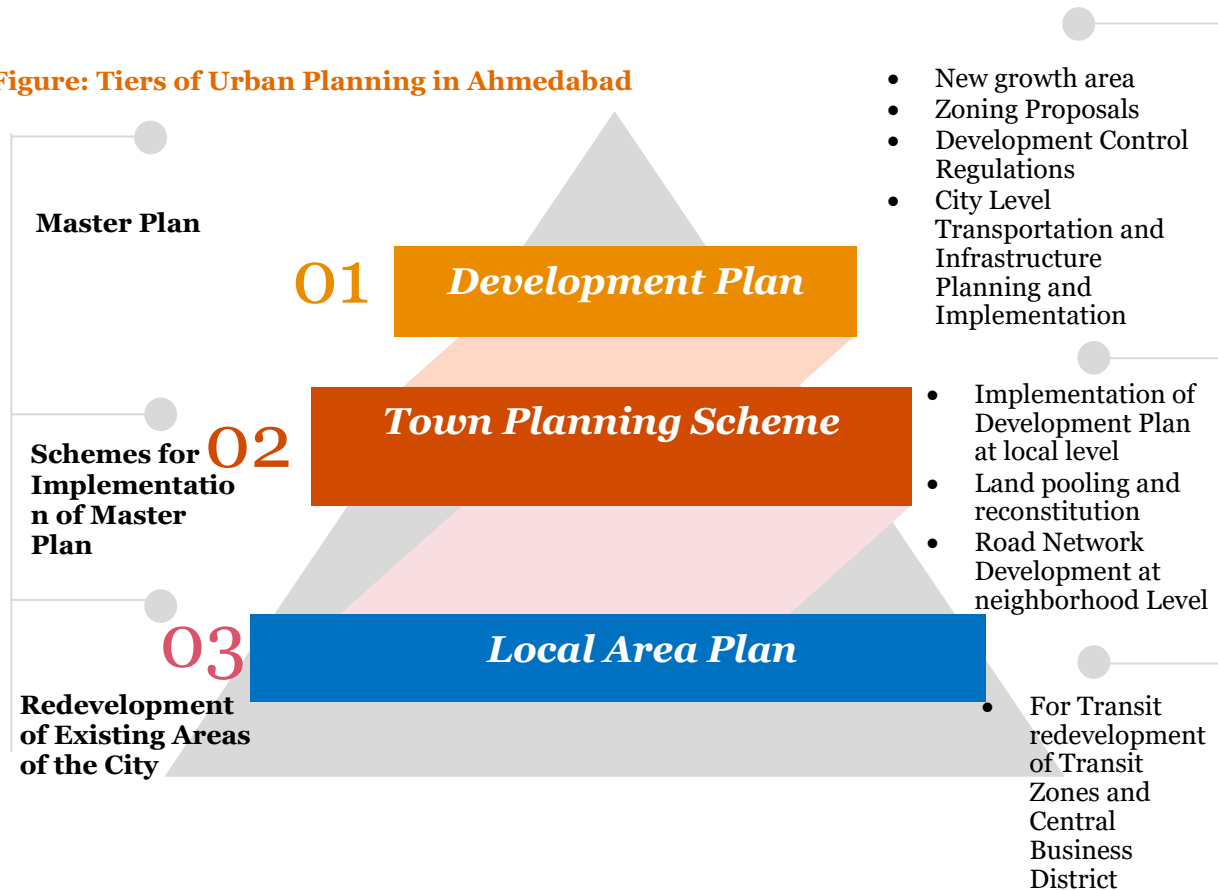 Figure: Tiers of Urban Planning in Ahmedabad
Master Plan
01
Development Plan
• New growth area
• Zoning Proposals
• Development Control
Regulations
• City Level
Transportation and
Infrastructure
Planning and
Implementation
Schemes for
Implementatio
n of Master
Plan
02
Town Planning Scheme
• Implementation of
Development Plan
at local level
• Land pooling and
reconstitution
• Road Network
Development at
neighborhood Level
03
Redevelopment
of Existing Areas
of the City
Local Area Plan
• For Transit
redevelopment
of Transit
Zones and
Central
Business
District